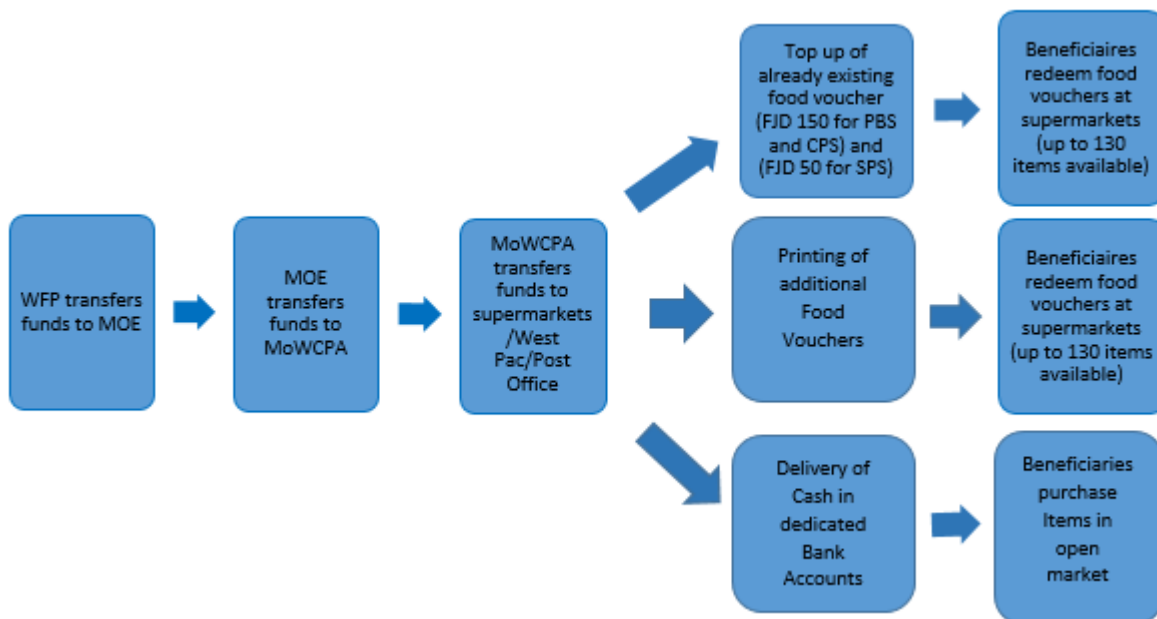 WFP transfers
funds to MOE
MOE
transfers
funds to
MoWCPA
MoWCPA
transfers
funds to
supermarkets
/West
Pac/Post
Office
Top up of
already existing
food voucher
(FJD 150 for PBS
and CPS) and
(FJD 50 for SPS)
Beneficiaires
redeem food
vouchers at
supermarkets
(up to 130
items available)
Printing of
additional
Food
Vouchers
Beneficiaires
redeem food
vouchers at
supermarkets
(up to 130 items
available)
Delivery of
Cash in
dedicated
Bank
Accounts
Beneficiaries
purchase
Items in
open
market